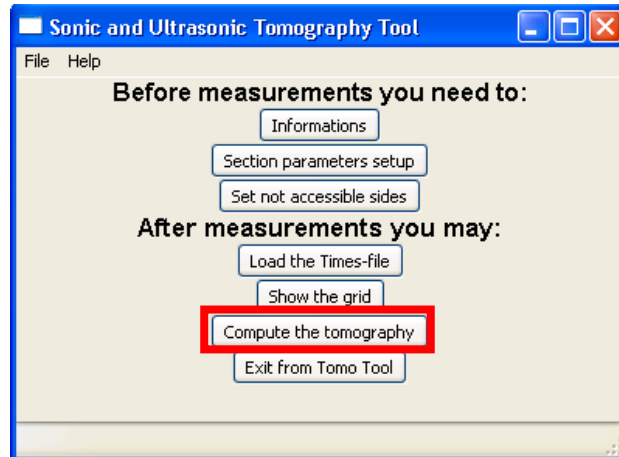 Sonic and Ultrasonic Tomography Tool
File Help
Before measurements you need to:
Informations
Section parameters setup
Set not accessible sides
After measurements you may:
Load the Times-file
Show the grid
Compute the tomography
Exit from Tomo Tool